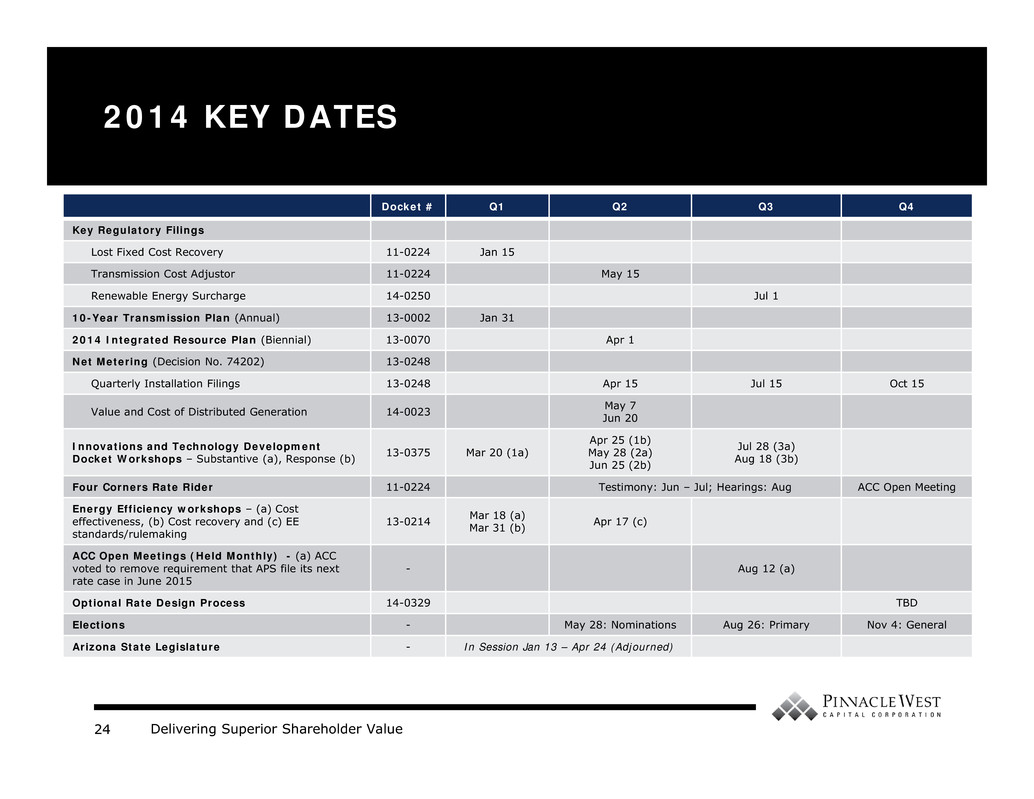 2014 KEY DATES
Docket # Q1 Q2 Q3 Q4
Key Regulatory Filings
Lost Fixed Cost Recovery 11-0224 Jan 15
Transmission Cost Adjustor 11-0224 May 15
Renewable Energy Surcharge 14-0250 Jul 1
10-Year Transmission Plan (Annual) 13-0002 Jan 31
2014 Integrated Resource Plan (Biennial) 13-0070 Apr 1
Net Metering (Decision No. 74202) 13-0248
Quarterly Installation Filings 13-0248 Apr 15 Jul 15 Oct 15
Value and Cost of Distributed Generation 14-0023 May 7
Jun 20
Innovations and Technology Development
Docket Workshops – Substantive (a), Response (b) 13-0375 Mar 20 (1a) Apr 25 (1b)
May 28 (2a)
Jun 25 (2b)
Jul 28 (3a)
Aug 18 (3b)
Four Corners Rate Rider 11-0224 Testimony: Jun – Jul; Hearings: Aug ACC Open Meeting
Energy Efficiency workshops – (a) Cost
effectiveness, (b) Cost recovery and (c) EE
standards/rulemaking
13-0214 Mar 18 (a)
Mar 31 (b)
Apr 17 (c)
ACC Open Meetings (Held Monthly) - (a) ACC
voted to remove requirement that APS file its next
rate case in June 2015
- Aug 12 (a)
Optional Rate Design Process 14-0329 TBD
Elections - May 28: Nominations Aug 26: Primary Nov 4: General
Arizona State Legislature - In Session Jan 13 – Apr 24 (Adjourned)
24 Delivering Superior Shareholder Value
PINNACLE WEST
CAPITAL CORPORATION